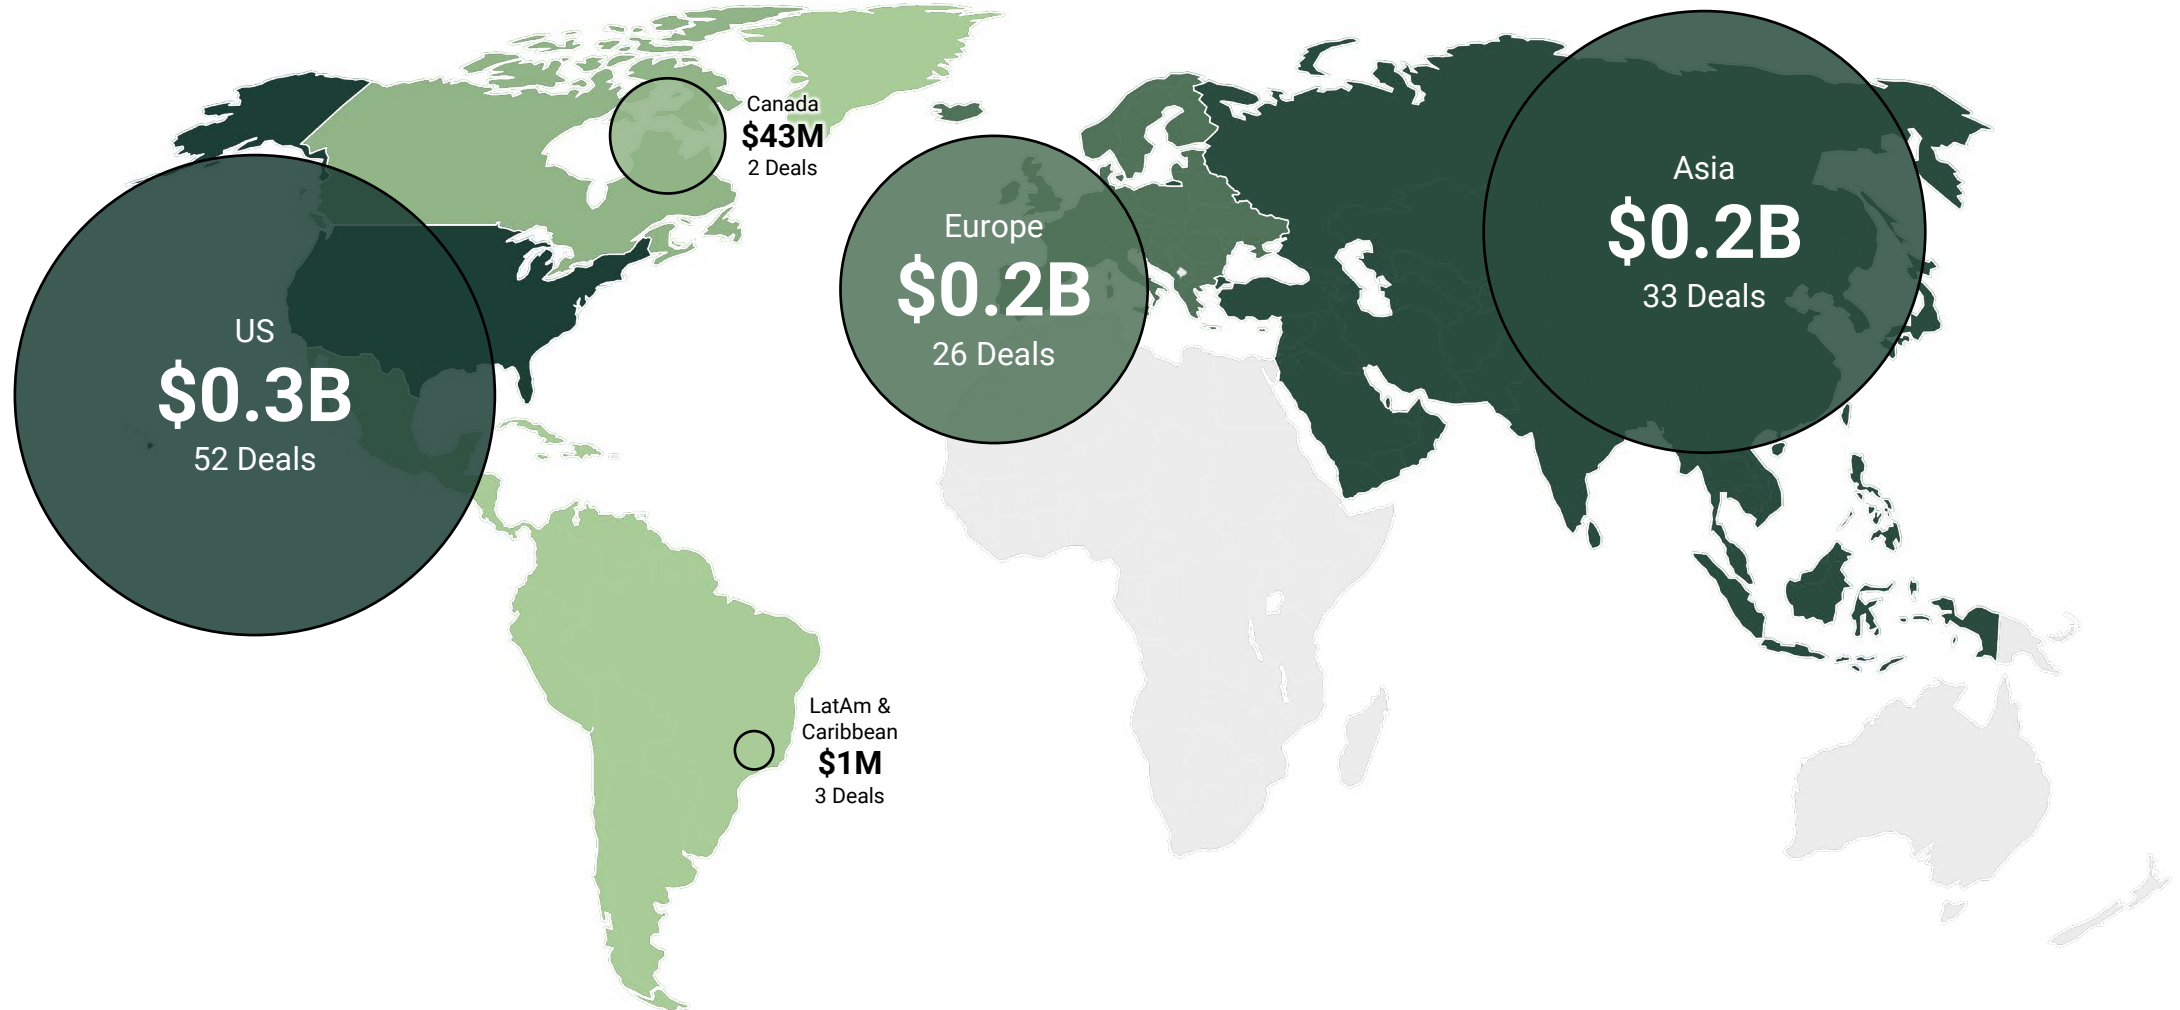 Canada
$43M
2 Deals
US
$0.3B
52 Deals
Europe
$0.2B
26 Deals
Asia
$0.2B
33 Deals
LatAm &
Caribbean
$1M
3 Deals